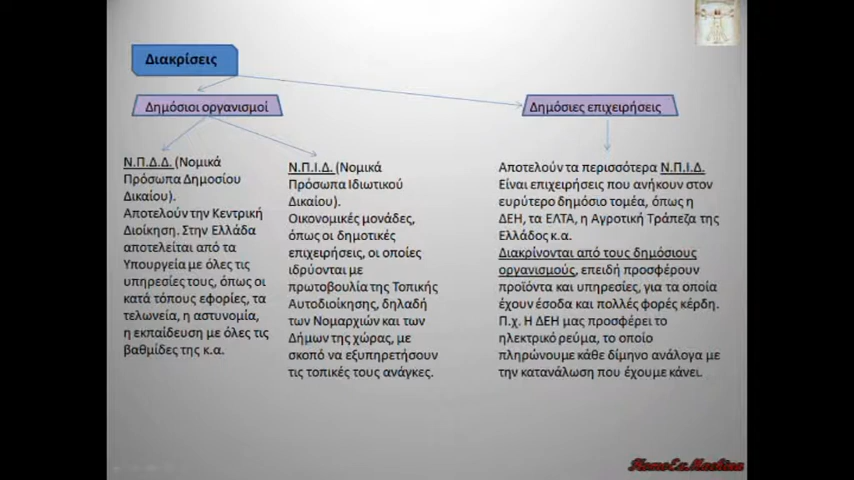 Διακρίσεις
Δημόσιοι οργανισμοί
Δημόσιες επιχειρήσεις
Ν.Π.Δ.Δ. (Νομικά
Πρόσωπα Δημοσίου
Δικαίου).
Αποτελούν την Κεντρική
Διοίκηση. Στην Ελλάδα
αποτελείται από τα
Υπουργεία με όλες τις
υπηρεσίες τους, όπως οι
κατά τόπους εφορίες, τα
τελωνεία, η αστυνομία,
η εκπαίδευση με όλες τις
βαθμίδες της κ.α.
Ν.Π.Ι.Δ. (Νομικά
Πρόσωπα Ιδιωτικού
Δικαίου).
Οικονομικές μονάδες,
όπως οι δημοτικές
επιχειρήσεις, οι οποίες
ιδρύονται με
πρωτοβουλία της Τοπικής
Αυτοδιοίκησης, δηλαδή
των Νομαρχιών και των
Δήμων της χώρας, με
σκοπό να εξυπηρετήσουν
τις τοπικές τους ανάγκες.
Αποτελούν τα περισσότερα Ν.Π.Ι.Δ.
Είναι επιχειρήσεις που ανήκουν στον
ευρύτερο δημόσιο τομέα, όπως η
ΔΕΗ, τα ΕΛΤΑ, η Αγροτική Τράπεζα της
Ελλάδος κ.α.
Διακρίνονται από τους δημόσιους
οργανισμούς, επειδή προσφέρουν
προϊόντα και υπηρεσίες, για τα οποία
έχουν έσοδα και πολλές φορές κέρδη.
Π.χ. Η ΔΕΗ μας προσφέρει το
ηλεκτρικό ρεύμα, το οποίο
πληρώνουμε κάθε δίμηνο ανάλογα με
την κατανάλωση που έχουμε κάνει.
HomoEx.Machina